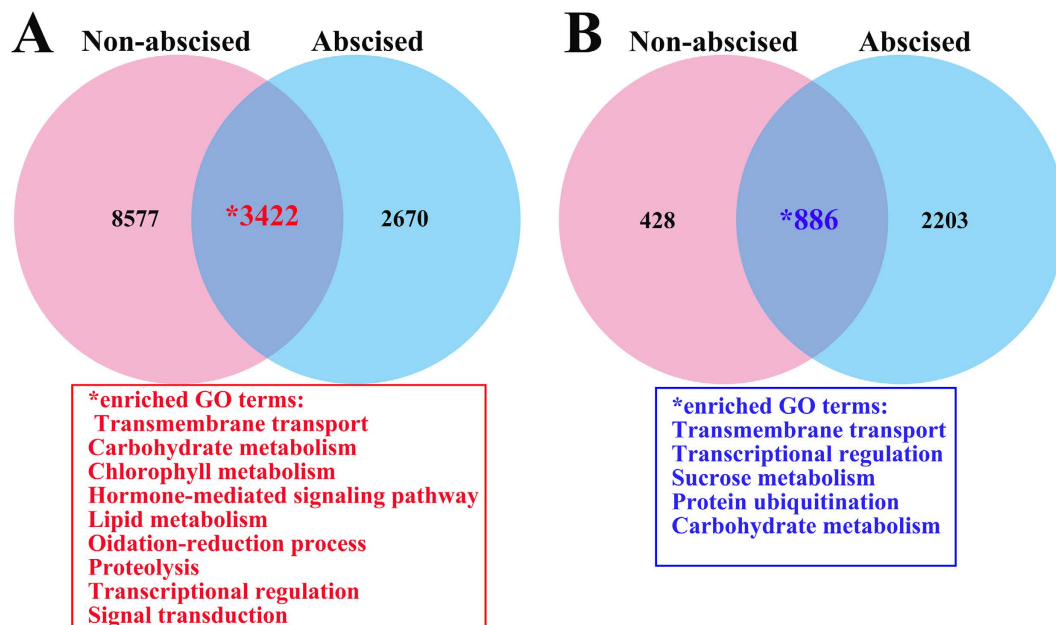 A
Non-abscised Abscised
8577 *3422 2670
*enriched GO terms:
Transmembrane transport
Carbohydrate metabolism
Chlorophyll metabolism
Hormone-mediated signaling pathway
Lipid metabolism
Oidation-reduction process
Proteolysis
Transcriptional regulation
Signal transduction
B
Non-abscised Abscised
428 *886 2203
*enriched GO terms:
Transmembrane transport
Transcriptional regulation
Sucrose metabolism
Protein ubiquitination
Carbohydrate metabolism